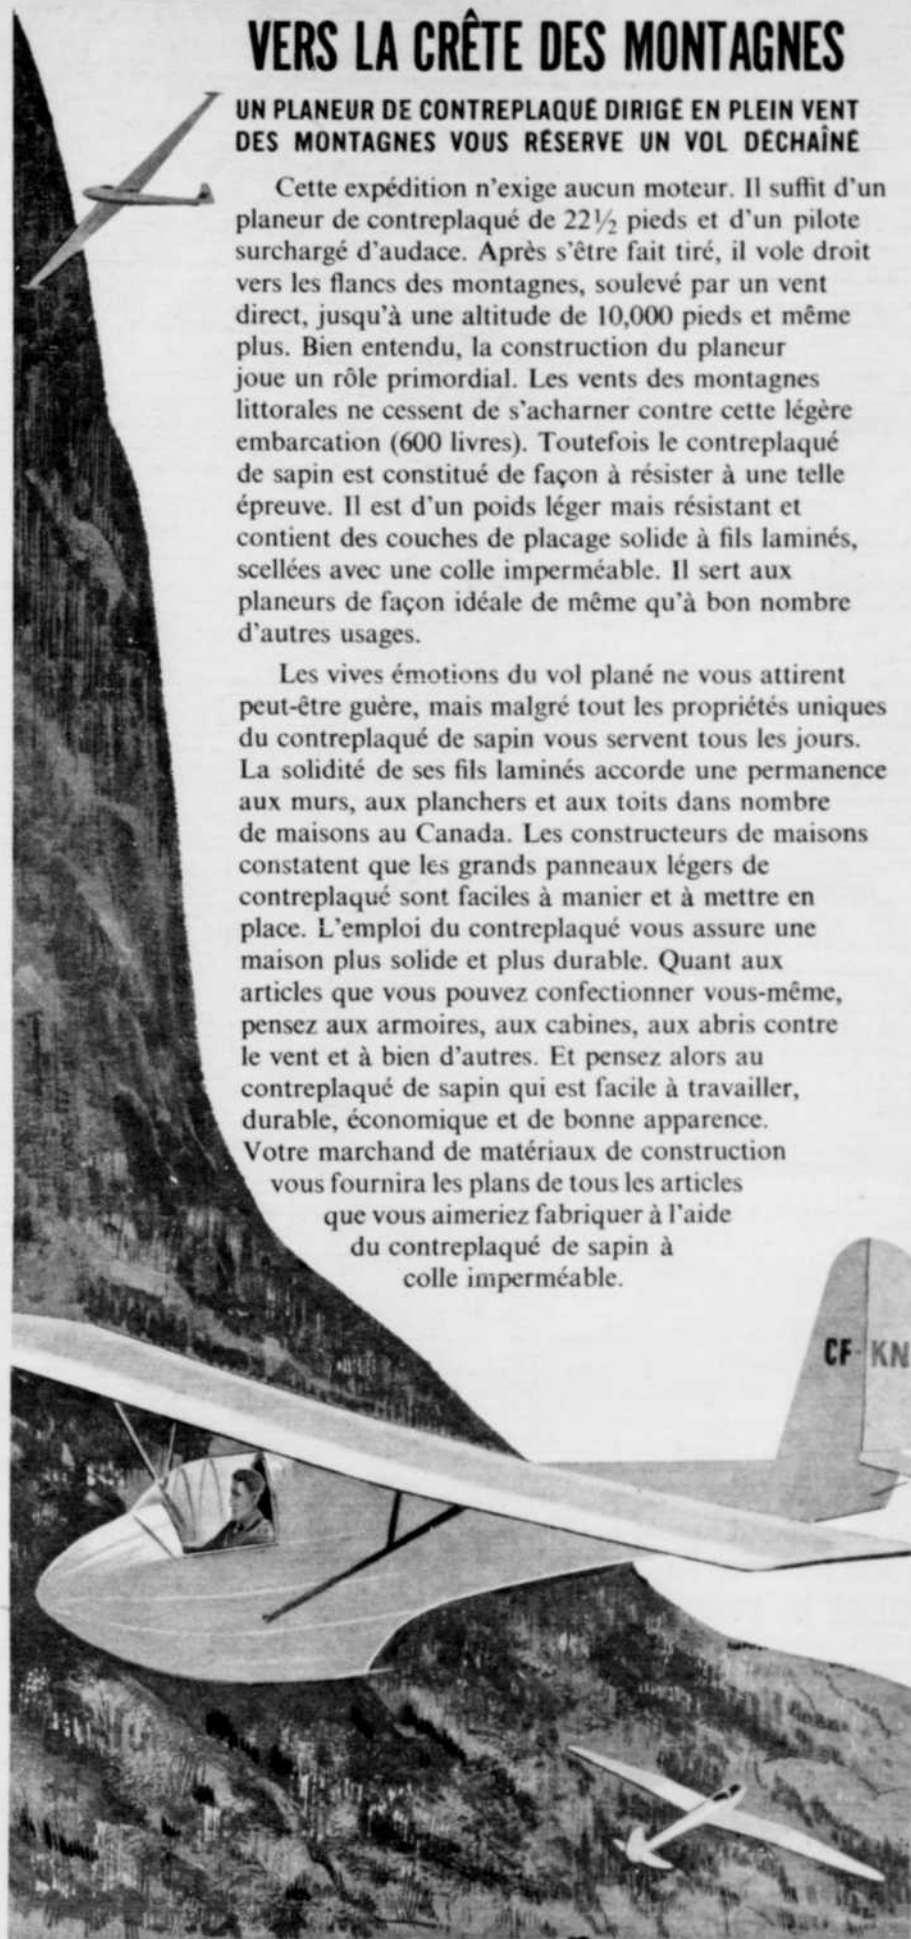 VERS LA CRÊTE DES MONTAGNES
UN PLANEUR DE CONTREPLAQUÉ DIRIGÉ EN PLEIN VENT
DES MONTAGNES VOUS RÉSERVE UN VOL DÉCHAÎNÉ
Cette expédition n'exige aucun moteur. Il suffit d'un
planeur de contreplaqué de 22½ pieds et d'un pilote
surchargé d'audace. Après s'être fait tiré, il vole droit
vers les flancs des montagnes, soulevé par un vent
direct, jusqu'à une altitude de 10,000 pieds et même
plus. Bien entendu, la construction du planeur
joue un rôle primordial. Les vents des montagnes
littorales ne cessent de s'acharner contre cette légère
embarcation (600 livres). Toutefois le contreplaqué
de sapin est constitué de façon à résister à une telle
épreuve. Il est d'un poids léger mais résistant et
contient des couches de placage solide à fils laminés,
scellées avec une colle imperméable. Il sert aux
planeurs de façon idéale de même qu'à bon nombre
d'autres usages.
Les vives émotions du vol plané ne vous attirent
peut-être guère, mais malgré tout les propriétés uniques
du contreplaqué de sapin vous servent tous les jours.
La solidité de ses fils laminés accorde une permanence
aux murs, aux planchers et aux toits dans nombre
de maisons au Canada. Les constructeurs de maisons
constatent que les grands panneaux légers de
contreplaqué sont faciles à manier et à mettre en
place. L'emploi du contreplaqué vous assure une
maison plus solide et plus durable. Quant aux
articles que vous pouvez confectionner vous-même,
pensez aux armoires, aux cabines, aux abris contre
le vent et à bien d'autres. Et pensez alors au
contreplaqué de sapin qui est facile à travailler,
durable, économique et de bonne apparence.
Votre marchand de matériaux de construction
vous fournira les plans de tous les articles
que vous aimeriez fabriquer à l'aide
du contreplaqué de sapin à
colle imperméable.
CF-KN